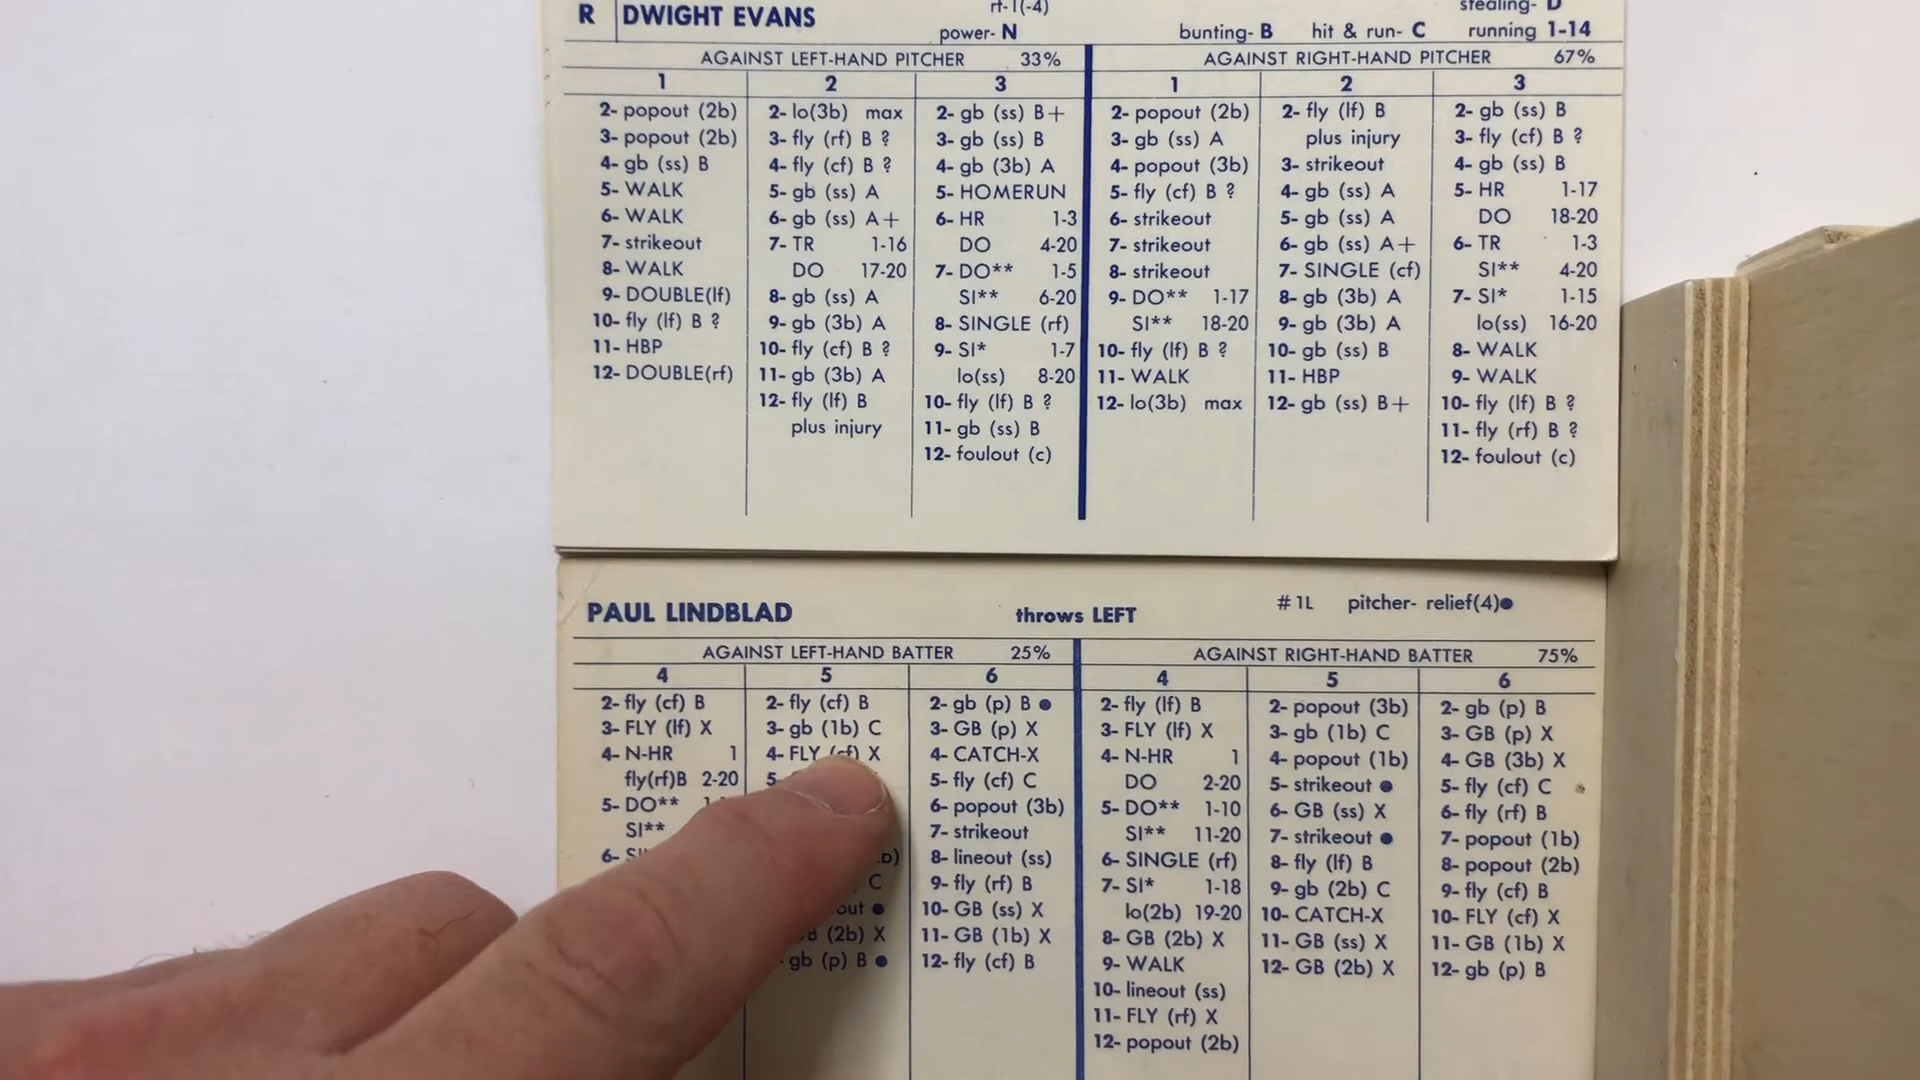 R DWIGHT EVANS rf-1(-4) stealing- D
power- N bunting- B hit & run- C running 1-14
AGAINST LEFT-HAND PITCHER 33%
1
2- popout (2b)
3- popout (2b)
4- gb (ss) B
5- WALK
6- WALK
7- strikeout
8- WALK
9- DOUBLE(lf)
10- fly (lf) B ?
11- HBP
12- DOUBLE(rf)
2
2- lo(3b) max
3- fly (rf) B ?
4- fly (cf) B ?
5- gb (ss) A
6- gb (ss) A+
7- TR 1-16
DO 17-20
8- gb (ss) A
9- gb (3b) A
10- fly (cf) B ?
11- gb (3b) A
12- fly (lf) B
plus injury
3
2- gb (ss) B+
3- gb (ss) B
4- gb (3b) A
5- HOMERUN
6- HR 1-3
DO 4-20
7- DO** 1-5
SI** 6-20
8- SINGLE (rf)
9- SI* 1-7
lo(ss) 8-20
10- fly (lf) B ?
11- gb (ss) B
12- foulout (c)
AGAINST RIGHT-HAND PITCHER 67%
1
2- popout (2b)
3- gb (ss) A
4- popout (3b)
5- fly (cf) B ?
6- strikeout
7- strikeout
8- strikeout
9- DO** 1-17
SI** 18-20
10- fly (lf) B ?
11- WALK
12- lo(3b) max
2
2- fly (lf) B
plus injury
3- strikeout
4- gb (ss) A
5- gb (ss) A
6- gb (ss) A+
7- SINGLE (cf)
8- gb (3b) A
9- gb (3b) A
10- gb (ss) B
11- HBP
12- gb (ss) B+
3
2- gb (ss) B
3- fly (cf) B ?
4- gb (ss) B
5- HR 1-17
DO 18-20
6- TR 1-3
SI** 4-20
7- SI* 1-15
lo(ss) 16-20
8- WALK
9- WALK
10- fly (lf) B ?
11- fly (rf) B ?
12- foulout (c)
PAUL LINDBLAD throws LEFT # 1L pitcher- relief(4)●
AGAINST LEFT-HAND BATTER 25%
4
2- fly (cf) B
3- FLY (lf) X
4- N-HR 1
fly(rf)B 2-20
5- DO**
SI**
6-
5
2- fly (cf) B
3- gb (1b) C
4- FLY (cf) X
5-
C
●
(2b) X
gb (p) B ●
6
2- gb (p) B ●
3- GB (p) X
4- CATCH-X
5- fly (cf) C
6- popout (3b)
7- strikeout
8- lineout (ss)
9- fly (rf) B
10- GB (ss) X
11- GB (1b) X
12- fly (cf) B
AGAINST RIGHT-HAND BATTER 75%
4
2- fly (lf) B
3- FLY (lf) X
4- N-HR 1
DO 2-20
5- DO** 1-10
SI** 11-20
6- SINGLE (rf)
7- SI* 1-18
lo(2b) 19-20
8- GB (2b) X
9- WALK
10- lineout (ss)
11- FLY (rf) X
12- popout (2b)
5
2- popout (3b)
3- gb (1b) C
4- popout (1b)
5- strikeout ●
6- GB (ss) X
7- strikeout ●
8- fly (lf) B
9- gb (2b) C
10- CATCH-X
11- GB (ss) X
12- GB (2b) X
6
2- gb (p) B
3- GB (p) X
4- GB (3b) X
5- fly (cf) C
6- fly (rf) B
7- popout (1b)
8- popout (2b)
9- fly (cf) B
10- FLY (cf) X
11- GB (1b) X
12- gb (p) B